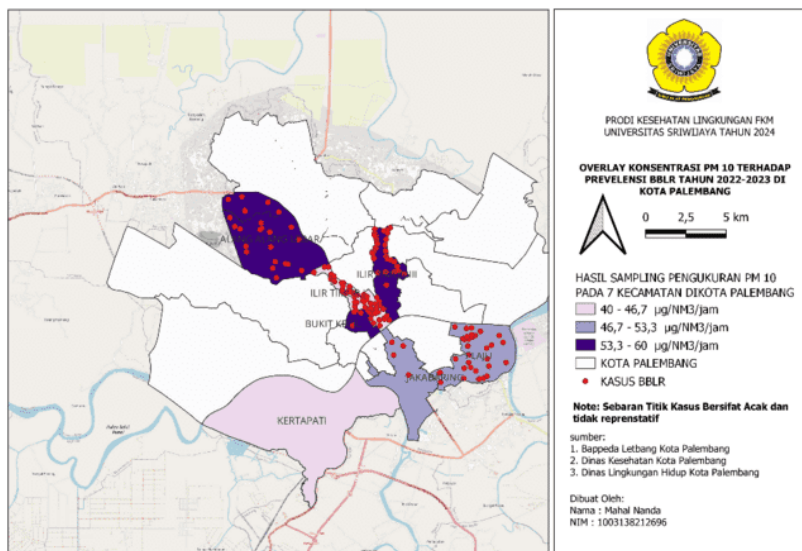 ILIR TIMUR
BUKIT KE
JAKABARING
KERTAPATI
PRODI KESEHATAN LINGKUNGAN FKM
UNIVERSITAS SRIWIJAYA TAHUN 2024
OVERLAY KONSENTRASI PM 10 TERHADAP
PREVELENSI BBLR TAHUN 2022-2023 DI
KOTA PALEMBANG
0 2,5 5 km
HASIL SAMPLING PENGUKURAN PM 10
PADA 7 KECAMATAN DIKOTA PALEMBANG
40 - 46,7 µg/NM3/jam
46,7 - 53,3 µg/NM3/jam
53,3 - 60 µg/NM3/jam
KOTA PALEMBANG
KASUS BBLR
Note: Sebaran Titik Kasus Bersifat Acak dan
tidak reprenstatif
sumber:
1. Bappeda Letbang Kota Palembang
2. Dinas Kesehatan Kota Palembang
3. Dinas Lingkungan Hidup Kota Palembang
Dibuat Oleh:
Nama : Mahal Nanda
NIM : 1003138212696